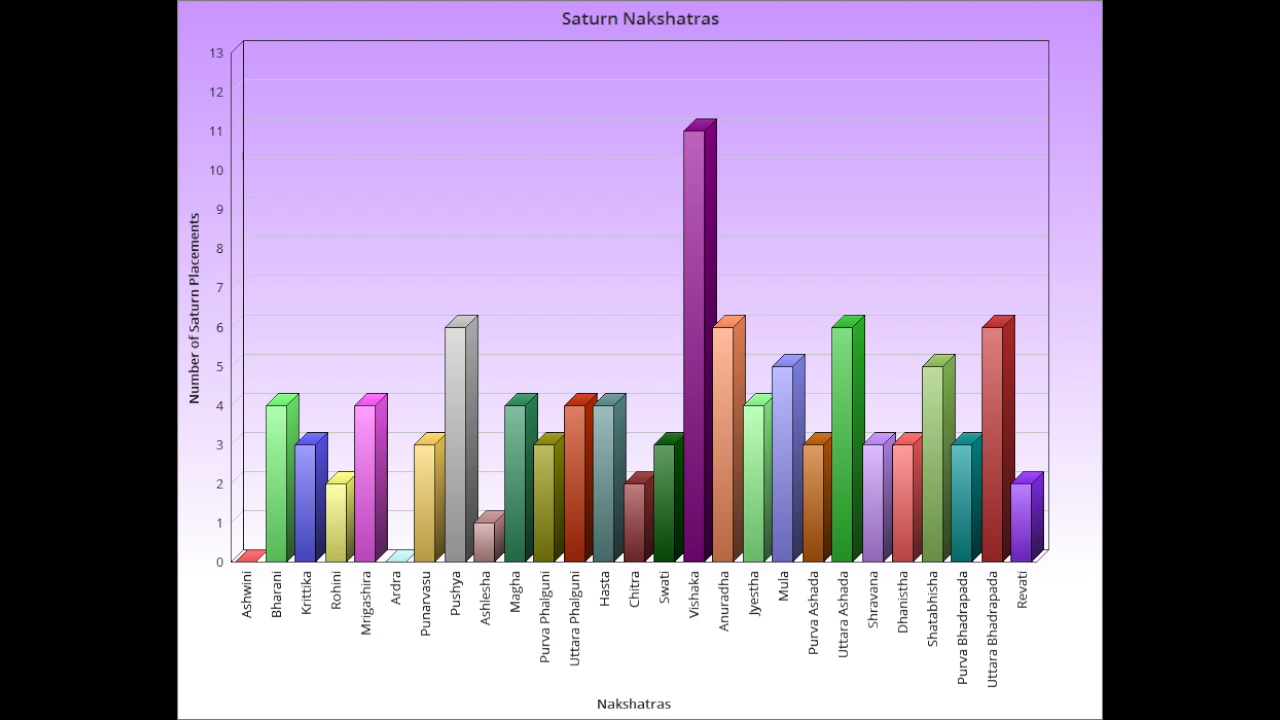 Saturn Nakshatras
Number of Saturn Placements
13
12
11
10
9
8
7
6
5
4
3
2
1
0
Ashwini
Bharani
Krittika
Rohini
Mrigashira
Ardra
Punarvasu
Pushya
Ashlesha
Magha
Purva Phalguni
Uttara Phalguni
Hasta
Chitra
Swati
Vishaka
Anuradha
Jyestha
Mula
Purva Ashada
Uttara Ashada
Shravana
Dhanistha
Shatabhisha
Purva Bhadrapada
Uttara Bhadrapada
Revati
Nakshatras